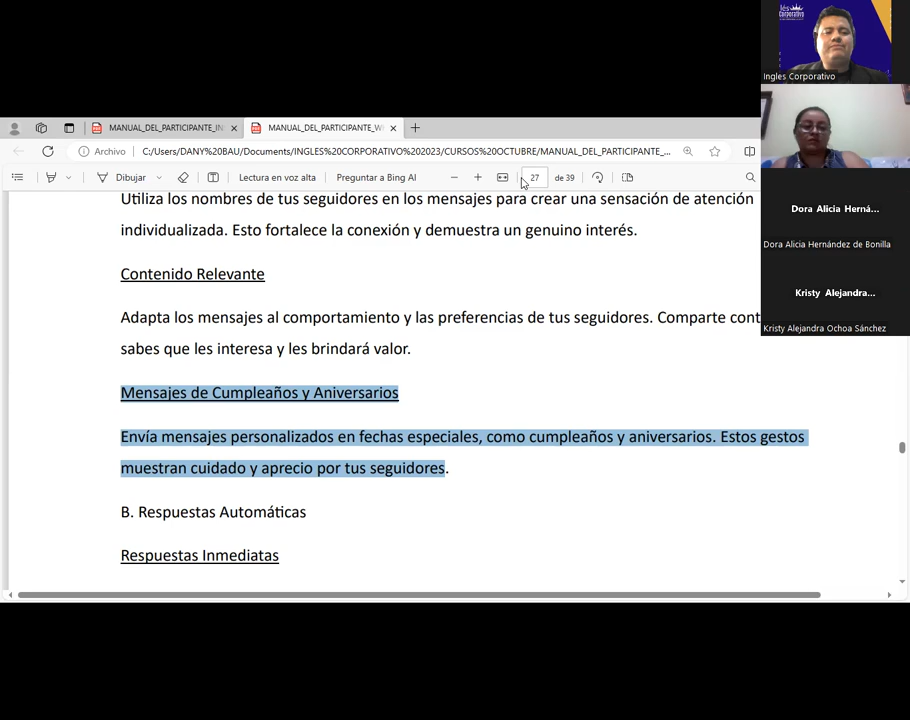 lés
Corporativo
Ingles Corporativo
MANUAL_DEL_PARTICIPANTE_IN
MANUAL_DEL_PARTICIPANTE_W
Archivo
C:/Users/DANY%20BAU/Documents/INGLES%20CORPORATIVO%202023/CURSOS%20OCTUBRE/MANUAL_DEL_PARTICIPANTE_...
Dibujar
Lectura en voz alta
Preguntar a Bing AI
27
de 39
Dora Alicia Herná...
Dora Alicia Hernández de Bonilla
Kristy Alejandra...
Kristy Alejandra Ochoa Sánchez
Utiliza los nombres de tus seguidores en los mensajes para crear una sensación de atención
individualizada. Esto fortalece la conexión y demuestra un genuino interés.
Contenido Relevante
Adapta los mensajes al comportamiento y las preferencias de tus seguidores. Comparte cont
sabes que les interesa y les brindará valor.
Mensajes de Cumpleaños y Aniversarios
Envía mensajes personalizados en fechas especiales, como cumpleaños y aniversarios. Estos gestos
muestran cuidado y aprecio por tus seguidores.
B. Respuestas Automáticas
Respuestas Inmediatas